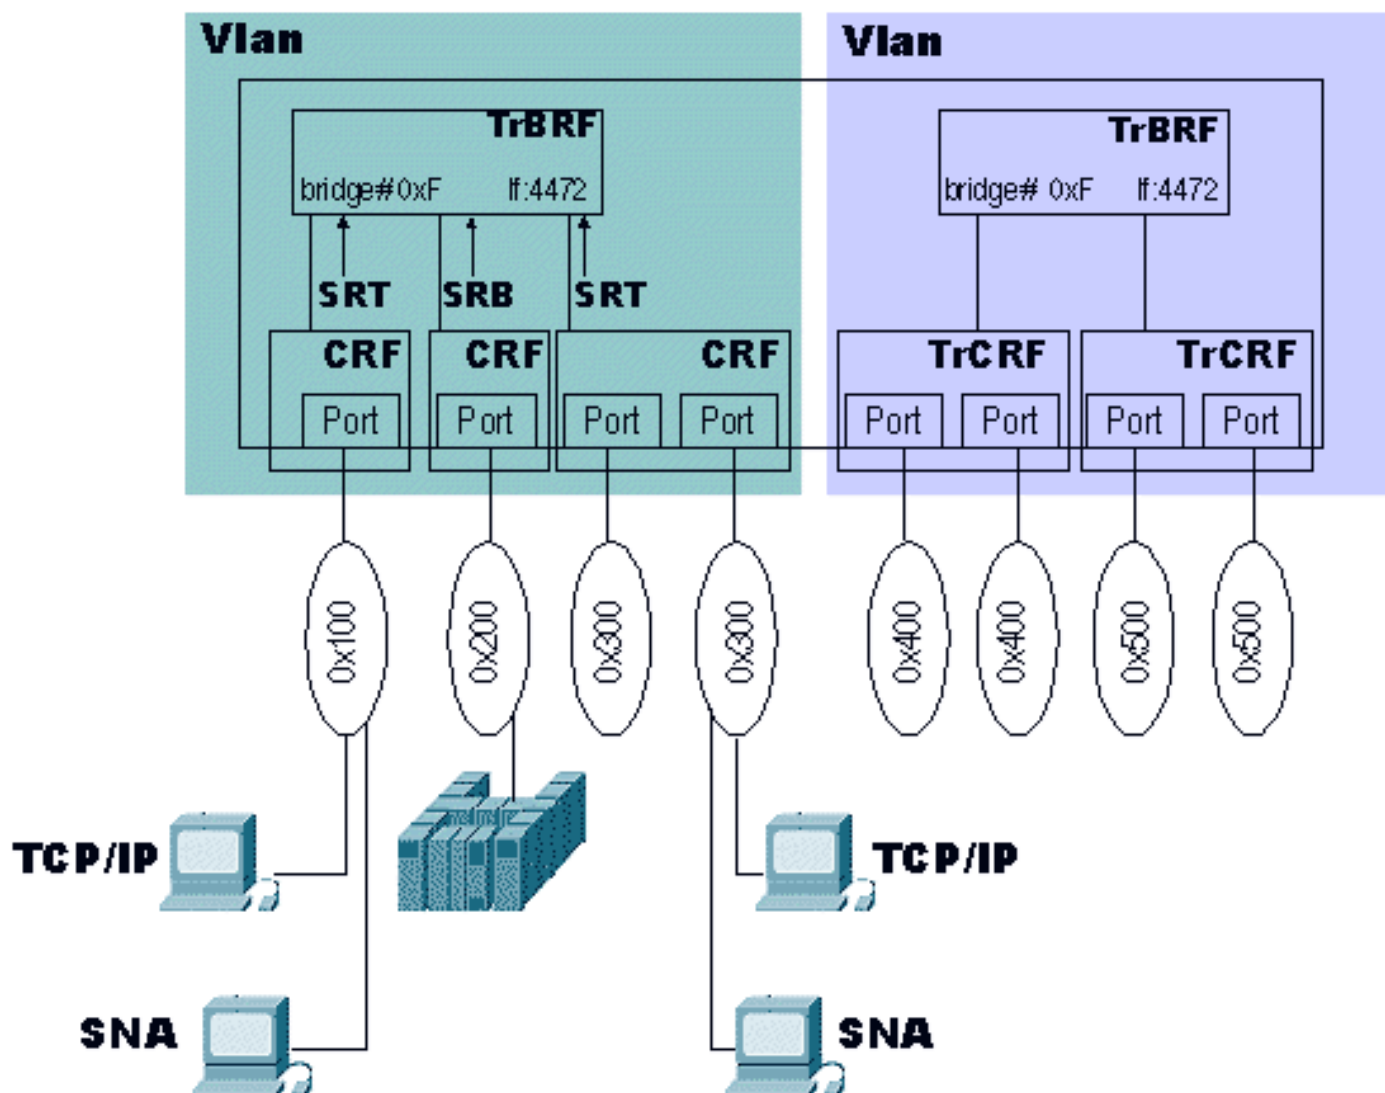 Vlan
Vlan
TrBRF
bridge# 0xF lf:4472
TrBRF
bridge# 0xF lf:4472
SRT
SRB
SRT
CRF
CRF
CRF
TrCRF
TrCRF
Port
Port
Port
Port
Port
Port
Port
Port
0x100
0x200
0x300
0x300
0x400
0x400
0x500
0x500
TCP/IP
TCP/IP
SNA
SNA